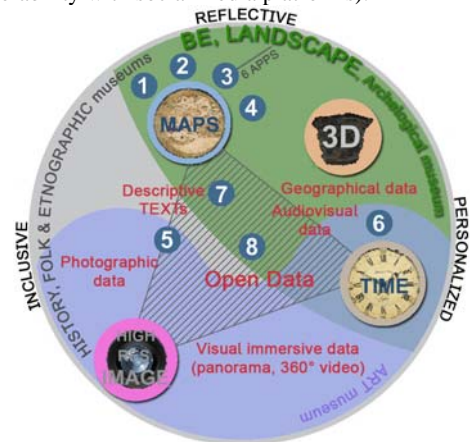 REFLECTIVE
BE, LANDSCAPE, Archeological museum
HISTORY, FOLK & ETNOGRAPHIC museums
INCLUSIVE
PERSONALIZED
1
2
3
6 APPS
4
MAPS
3D
Descriptive
TEXTs
7
Geographical data
Audiovisual
data
6
5
8
Photographic
data
Open Data
TIME
HIGH
RES
IMAGE
Visual immersive data
(panorama, 360° video)
ART museum